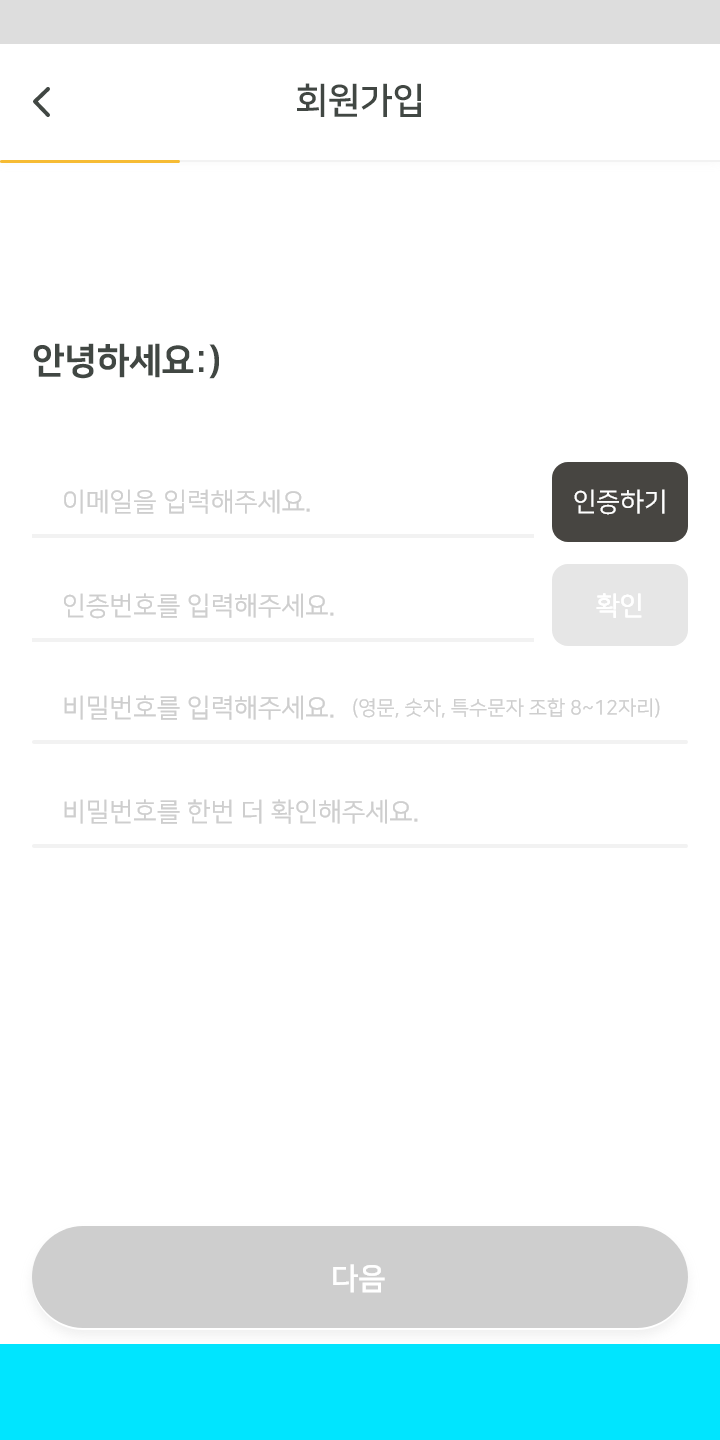 회원가입
안녕하세요:)
이메일을 입력해주세요. 인증하기
인증번호를 입력해주세요. 확인
비밀번호를 입력해주세요. (영문, 숫자, 특수문자 조합 8~12자리)
비밀번호를 한번 더 확인해주세요.
다음